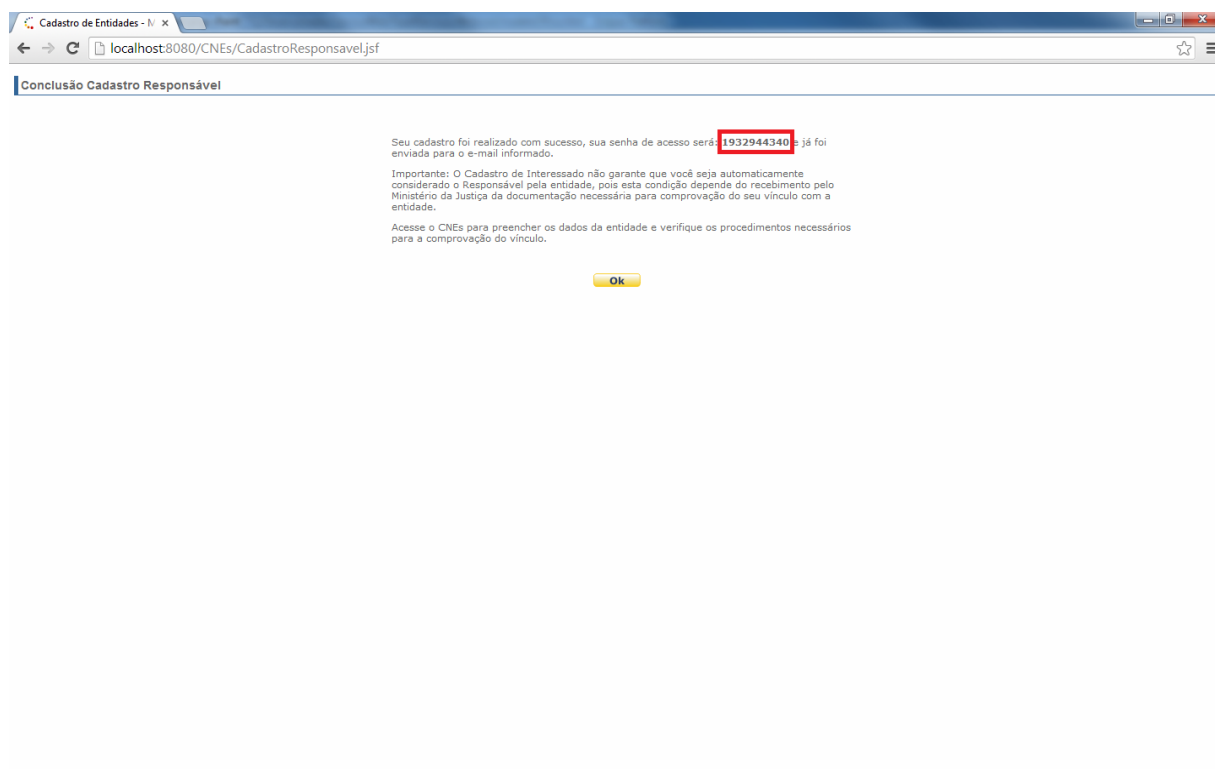 Cadastro de Entidades - M
localhost:8080/CNEs/CadastroResponsavel.jsf
Conclusão Cadastro Responsável
Seu cadastro foi realizado com sucesso, sua senha de acesso será: 1932944340 e já foi
enviada para o e-mail informado.
Importante: O Cadastro de Interessado não garante que você seja automaticamente
considerado o Responsável pela entidade, pois esta condição depende do recebimento pelo
Ministério da Justiça da documentação necessária para comprovação do seu vínculo com a
entidade.
Acesse o CNEs para preencher os dados da entidade e verifique os procedimentos necessários
para a comprovação do vínculo.
Ok